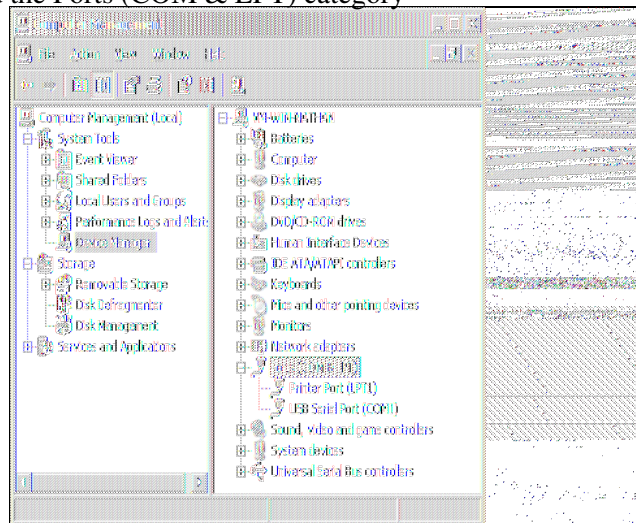 the Ports (COM & LPT) category
Computer Management
File Action View Window Help
Computer Management (Local)
System Tools
Event Viewer
Shared Folders
Local Users and Groups
Performance Logs and Alerts
Device Manager
Storage
Removable Storage
Disk Defragmenter
Disk Management
Services and Applications
Batteries
Computer
Disk drives
Display adapters
DVD/CD-ROM drives
Human Interface Devices
IDE ATA/ATAPI controllers
Keyboards
Mice and other pointing devices
Monitors
Network adapters
Ports (COM & LPT)
Printer Port (LPT1)
USB Serial Port (COM1)
Sound, video and game controllers
System devices
Universal Serial Bus controllers